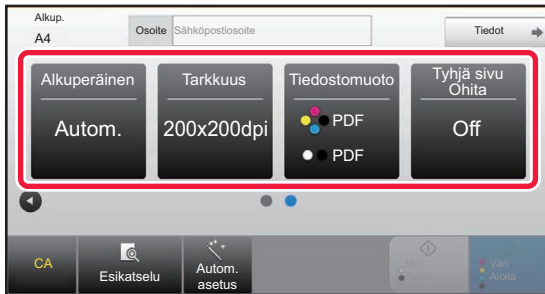 Alkup.
A4
Osoite
Sähköpostiosoite
Tiedot
Alkuperäinen
Autom.
Tarkkuus
200x200dpi
Tiedostomuoto
PDF
PDF
Tyhjä sivu
Ohita
Off
CA
Esikatselu
Autom.
asetus
M/V
Aloita
Väri
Aloita